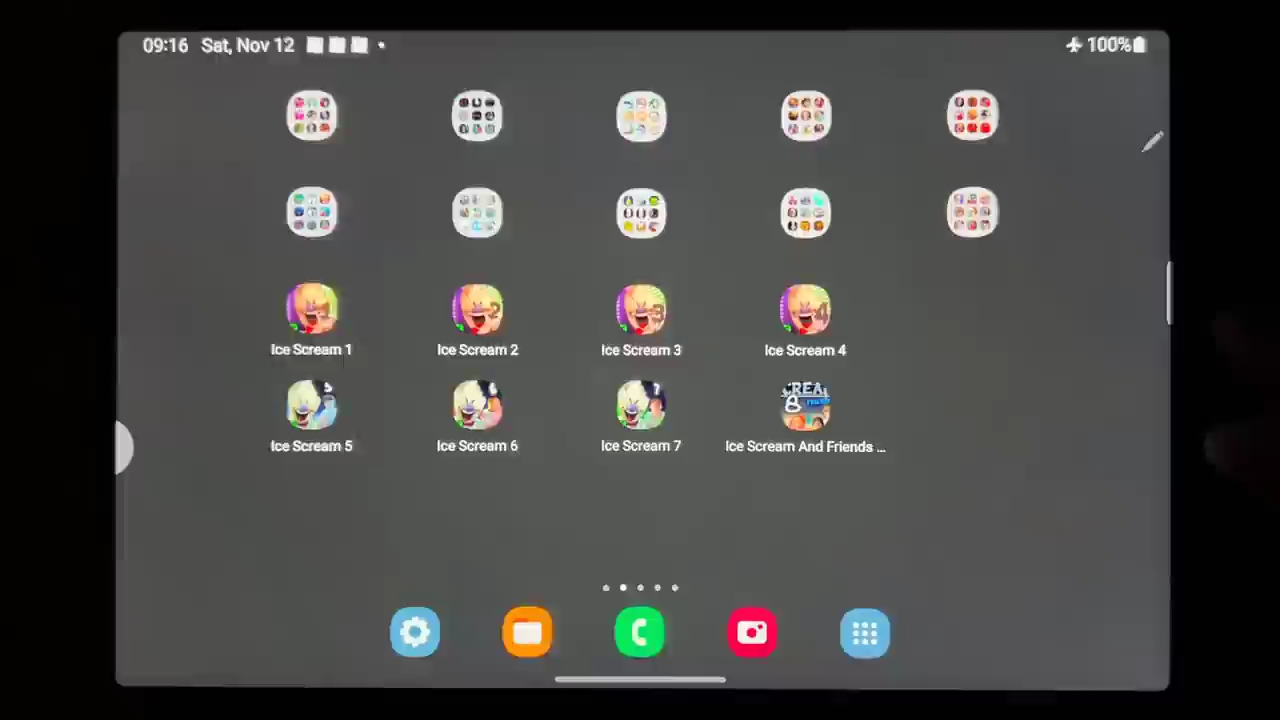 09:16 Sat, Nov 12
100%
Ice Scream 1
Ice Scream 2
Ice Scream 3
Ice Scream 4
Ice Scream 5
Ice Scream 6
Ice Scream 7
Ice Scream And Friends ...